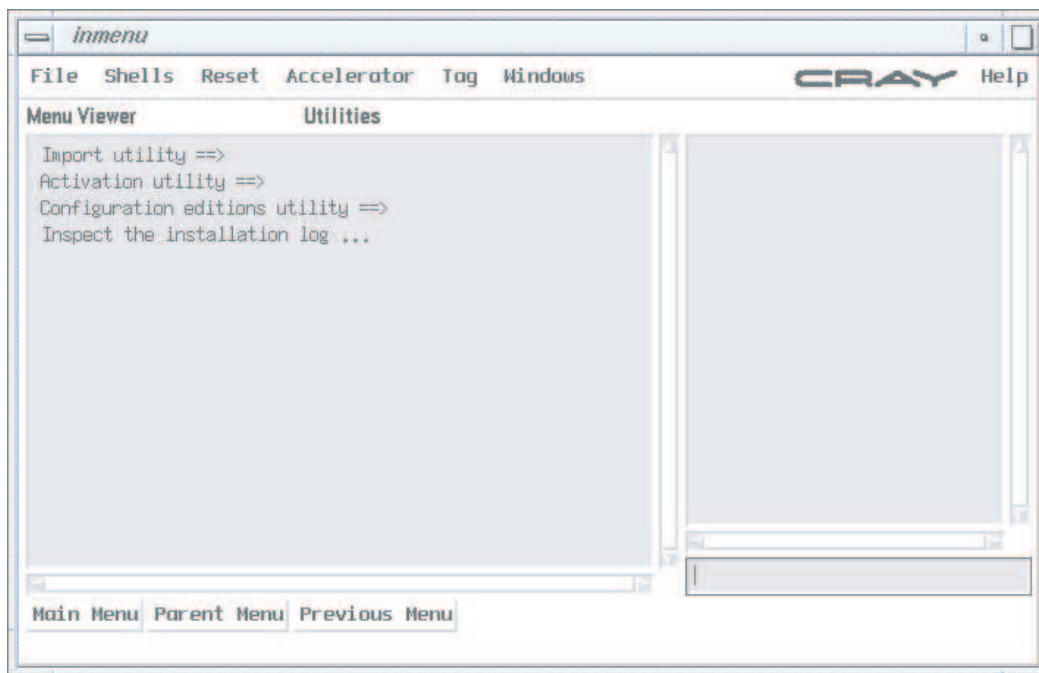 inmenu
File Shells Reset Accelerator Tag Windows CRAY Help
Menu Viewer Utilities
Import utility ==>
Activation utility ==>
Configuration editions utility ==>
Inspect the installation log ...
Main Menu Parent Menu Previous Menu